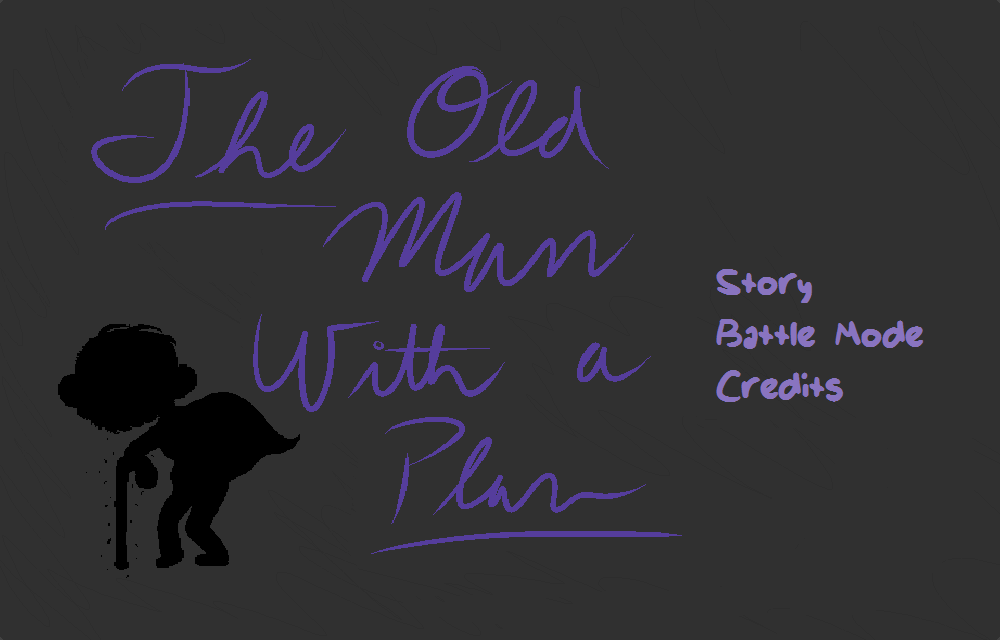 The Old
Man
With a
Plan
Story
Battle Mode
Credits